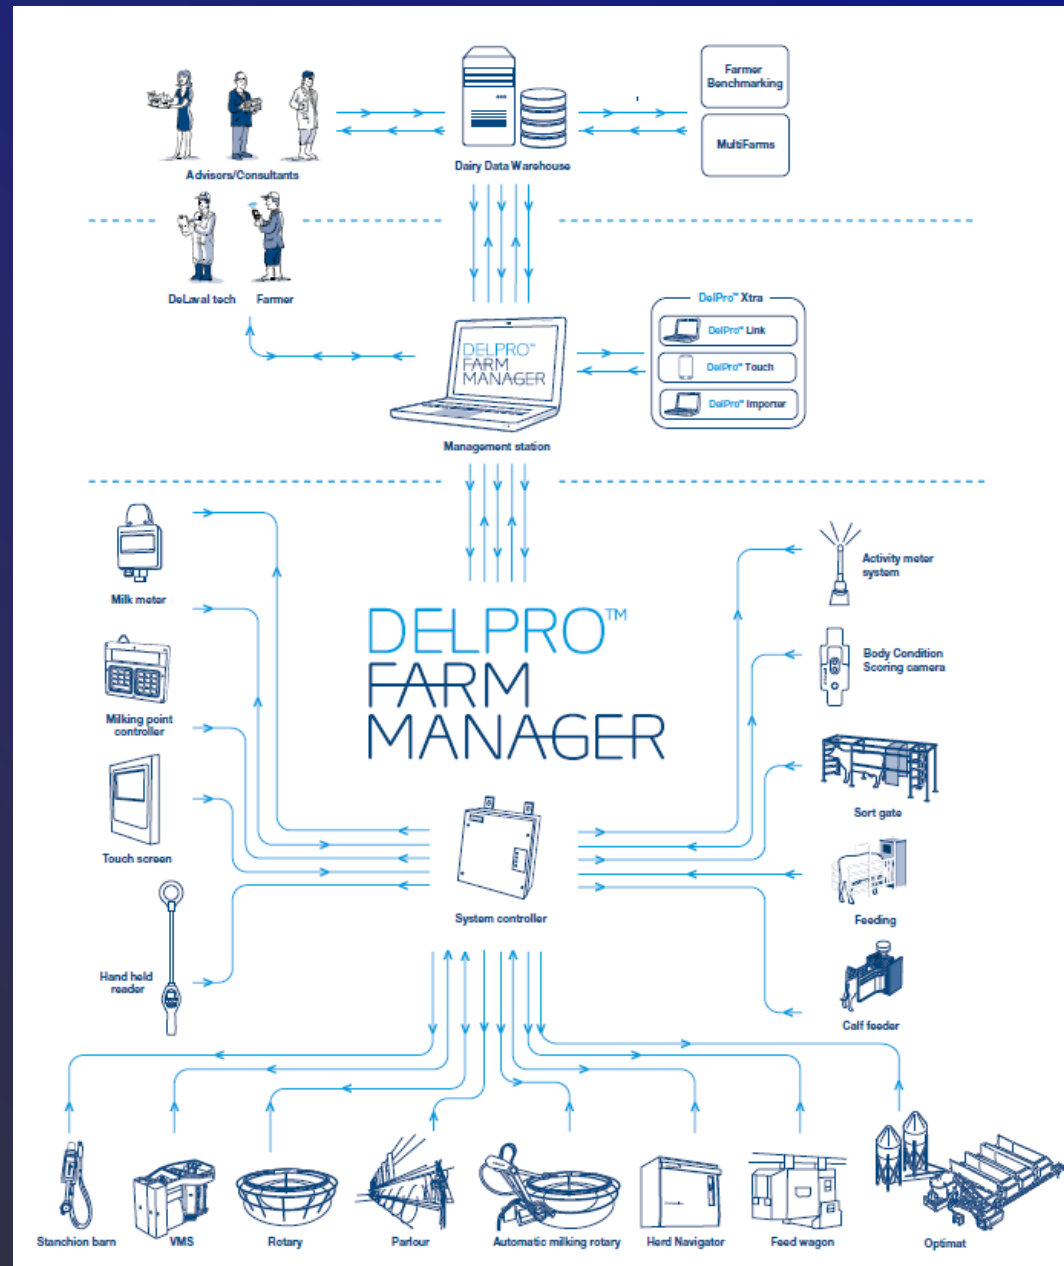 Farmer
Benchmarking
MultiFarms
Dairy Data Warehouse
Advisors/Consultants
DeLaval tech
Farmer
DelPro™ Xtra
DelPro™ Link
DelPro™ Touch
DelPro™ Importer
DELPRO™
FARM
MANAGER
Management station
Milk meter
Milking point
controller
Touch screen
Hand held
reader
DELPRO™
FARM
MANAGER
System controller
Activity meter
system
Body Condition
Scoring camera
Sort gate
Feeding
Calf feeder
Stanchion barn
VMS
Rotary
Parlour
Automatic milking rotary
Herd Navigator
Feed wagon
Optimat